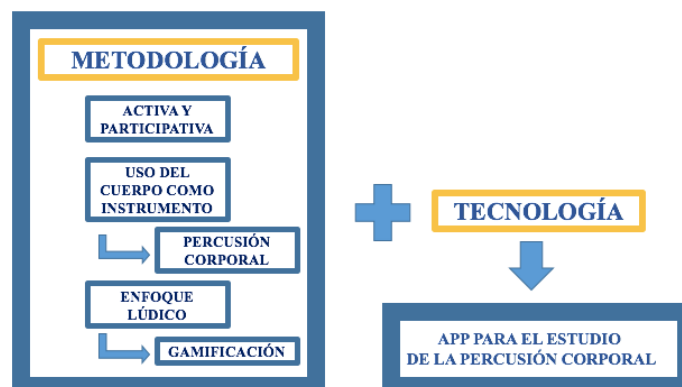 METODOLOGÍA
ACTIVA Y
PARTICIPATIVA
USO DEL
CUERPO COMO
INSTRUMENTO
PERCUSIÓN
CORPORAL
ENFOQUE
LÚDICO
GAMIFICACIÓN
TECNOLOGÍA
APP PARA EL ESTUDIO
DE LA PERCUSIÓN CORPORAL